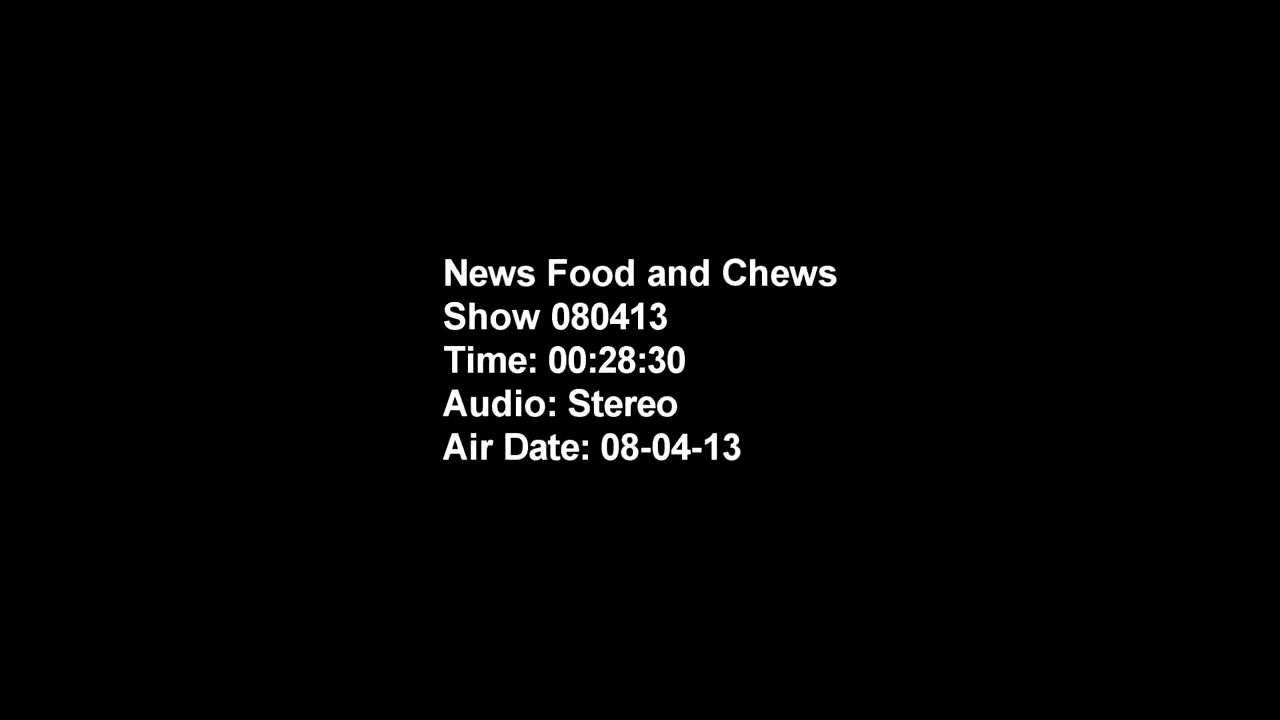 News Food and Chews
Show 080413
Time: 00:28:30
Audio: Stereo
Air Date: 08-04-13